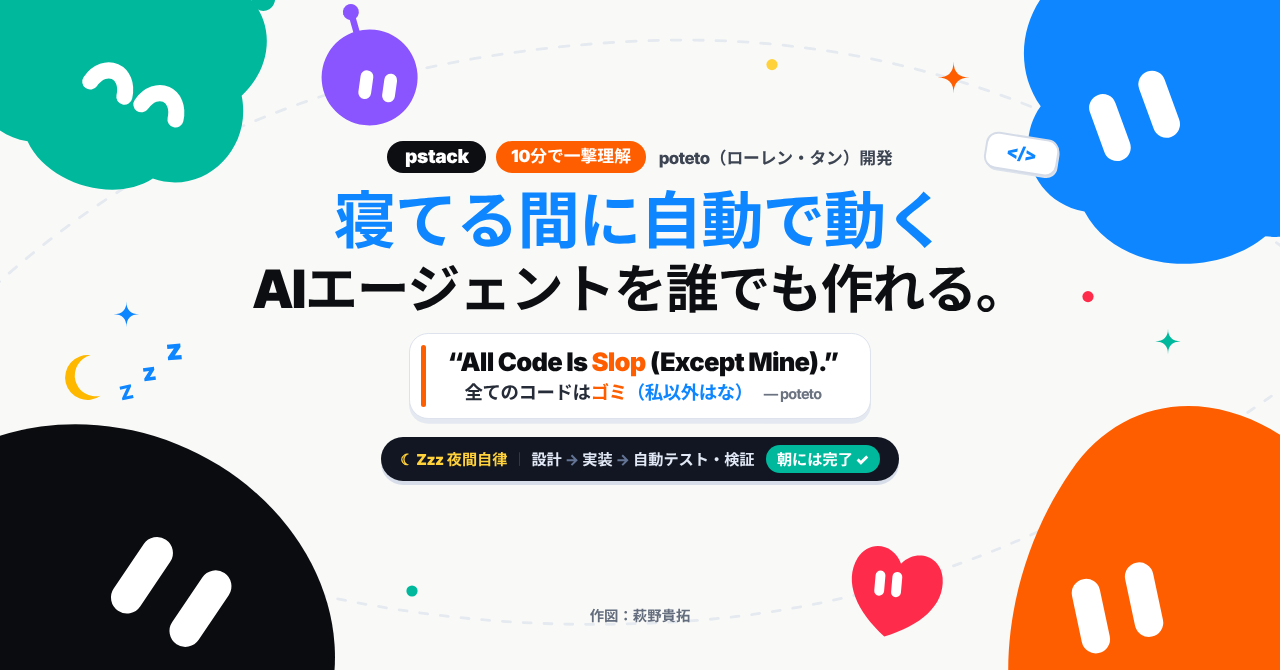 pstack 10分で一撃理解 poteto（ローレン・タン）開発
寝てる間に自動で動く
AIエージェントを誰でも作れる。
</>
“All Code Is Slop (Except Mine).”
全てのコードはゴミ（私以外はな） — poteto
z z z
☾ Zzz 夜間自律 | 設計 → 実装 → 自動テスト・検証 朝には完了 ✓
作図：萩野貴拓